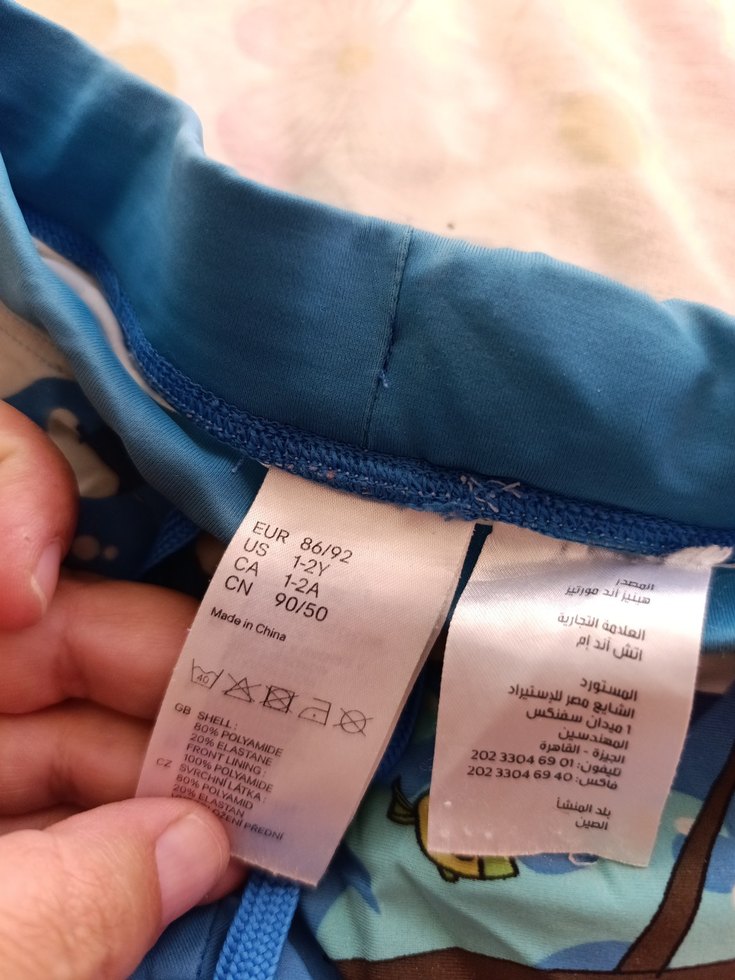 EUR 86/92
US 1-2Y
CA 1-2A
CN 90/50
Made in China
40
GB SHELL :
80% POLYAMIDE
20% ELASTANE
FRONT LINING :
100% POLYAMIDE
CZ SVRCHNÍ LÁTKA :
80% POLYAMID
20% ELASTAN
PŘEDNÍ
المصدر
هينيز آند مورتيز
العلامة التجارية
اتش آند إم
المستورد
الشايع مصر للإستيراد
1 ميدان سفنكس
المهندسين
الجيزة - القاهرة
تليفون: 01 69 3304 202
فاكس: 40 69 3304 202
بلد المنشأ
الصين